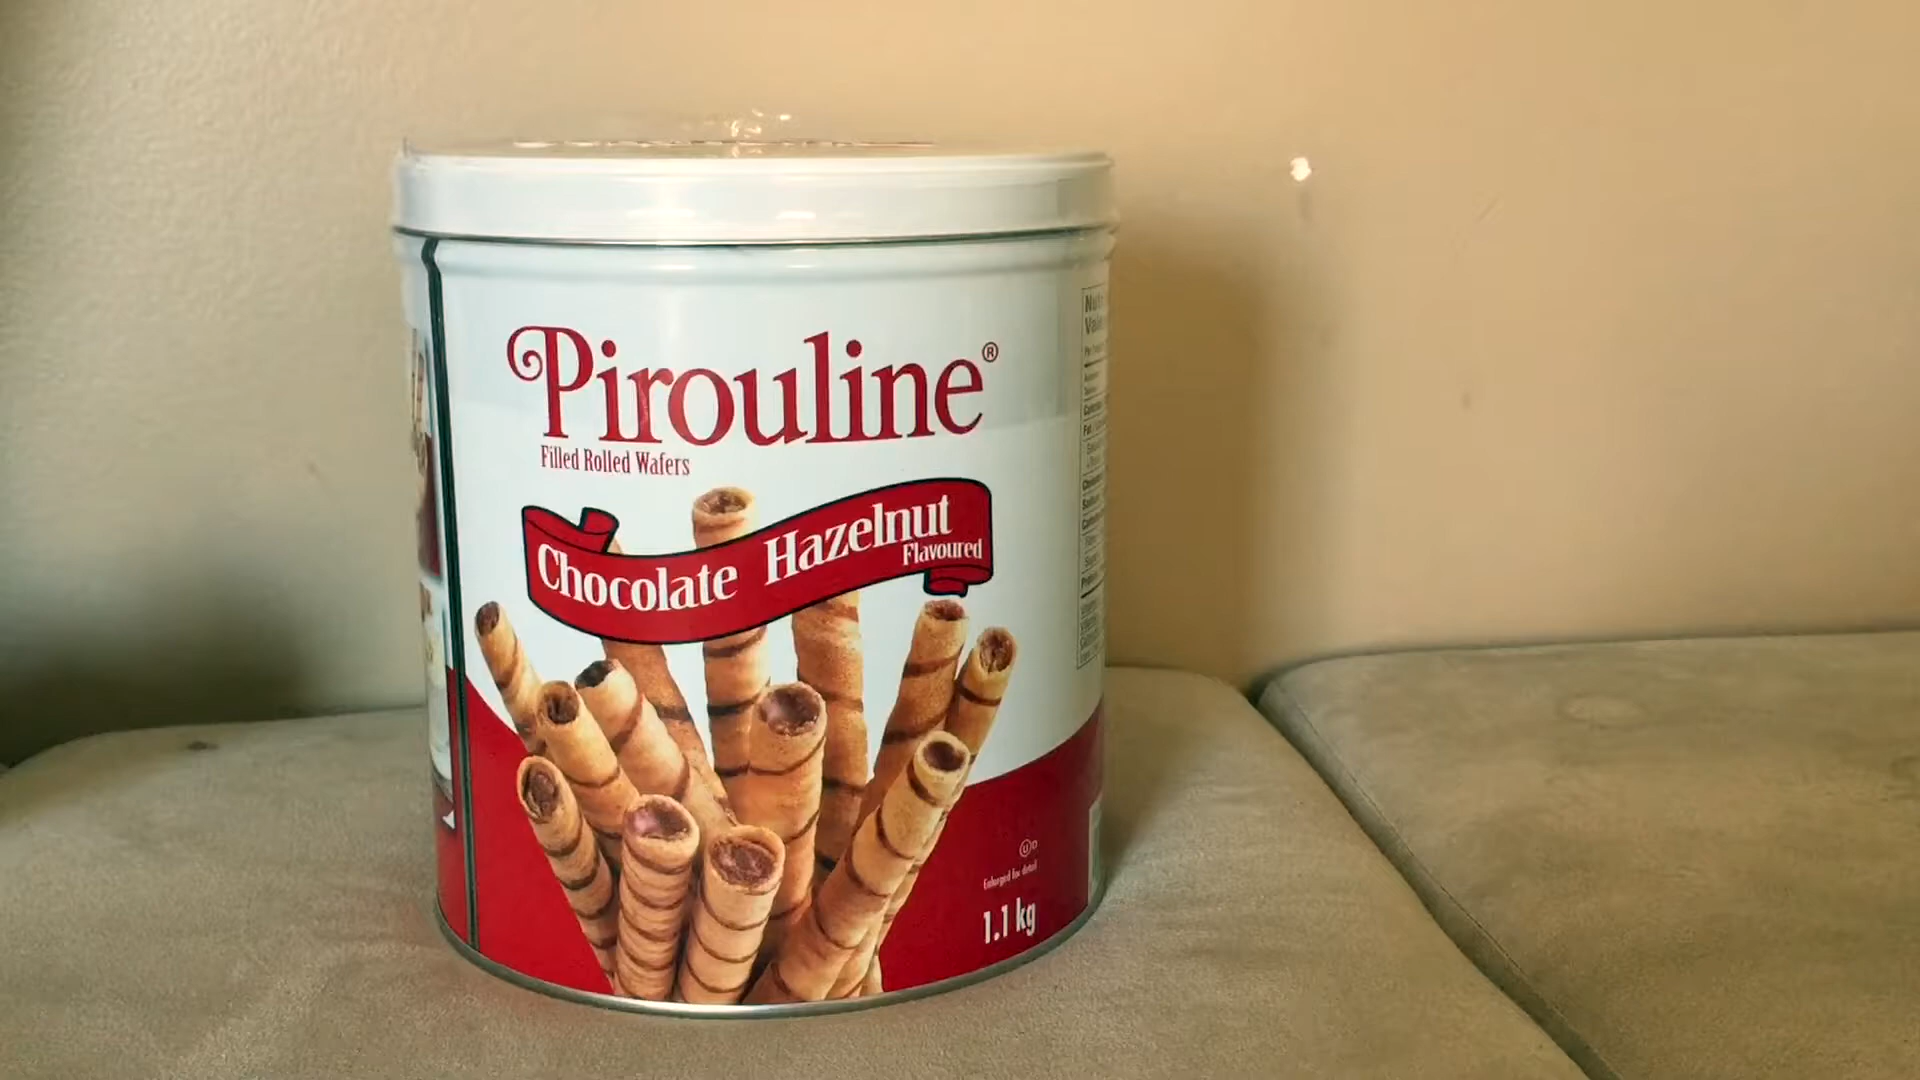 Pirouline®
Filled Rolled Wafers
Chocolate Hazelnut
Flavoured
Enlarged for detail
1.1 kg